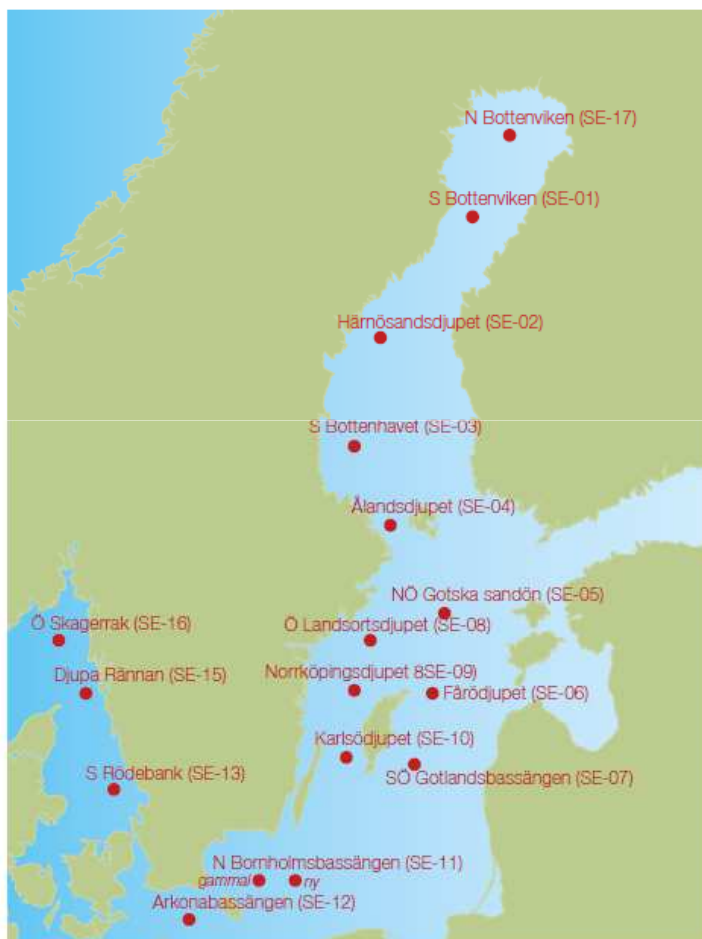 N Bottenviken (SE-17)
S Bottenviken (SE-01)
Härnösandsdjupet (SE-02)
S Bottenhavet (SE-03)
Ålandsdjupet (SE-04)
NÖ Gotska sandön (SE-05)
Ö Skagerrak (SE-16)
Ö Landsortsdjupet (SE-08)
Djupa Rännan (SE-15)
Norrköpingsdjupet 8SE-09)
Fårödjupet (SE-06)
Karlsödjupet (SE-10)
SÖ Gotlandsbassängen (SE-07)
S Rödebank (SE-13)
N Bornholmsbassängen (SE-11)
gammal ny
Arkonabassängen (SE-12)